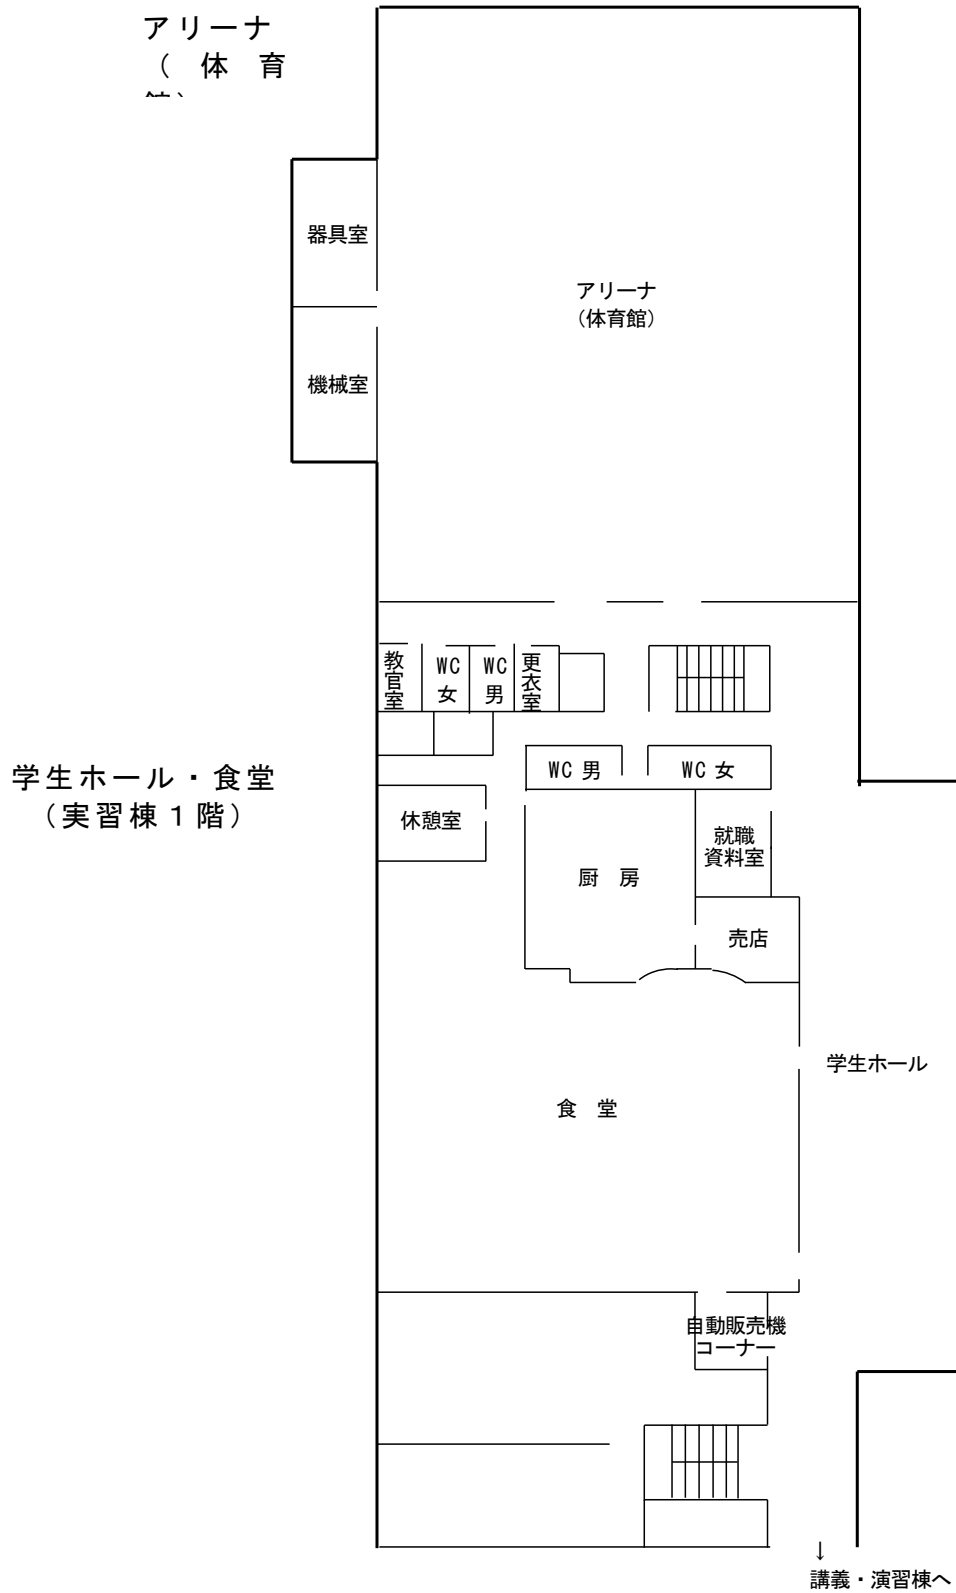 アリーナ
（体育
器具室
アリーナ
（体育館）
機械室
教官室
WC
女
WC
男
更衣室
WC 男
WC 女
学生ホール・食堂
（実習棟１階）
休憩室
就職
資料室
厨　房
売店
学生ホール
食　堂
自動販売機
コーナー
↓
講義・演習棟へ